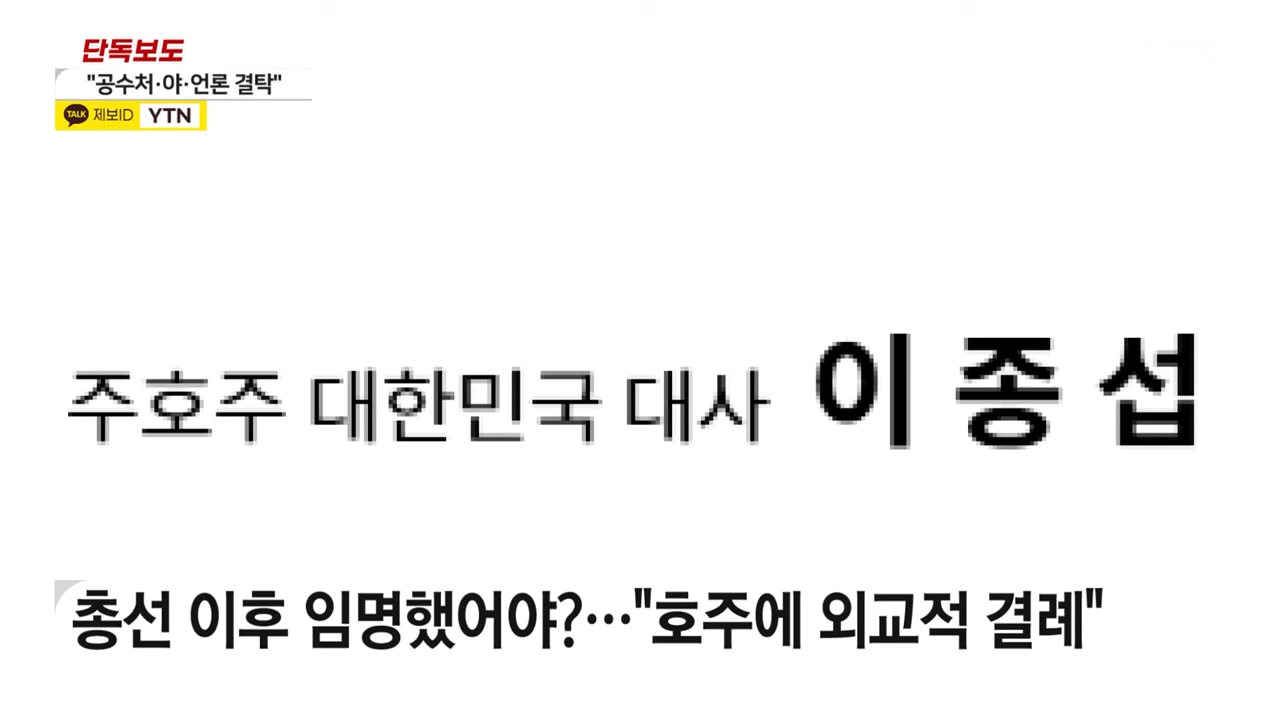 단독보도
"공수처·야·언론 결탁"
TALK 제보ID YTN
주호주 대한민국 대사 이 종 섭
총선 이후 임명했어야?…"호주에 외교적 결례"